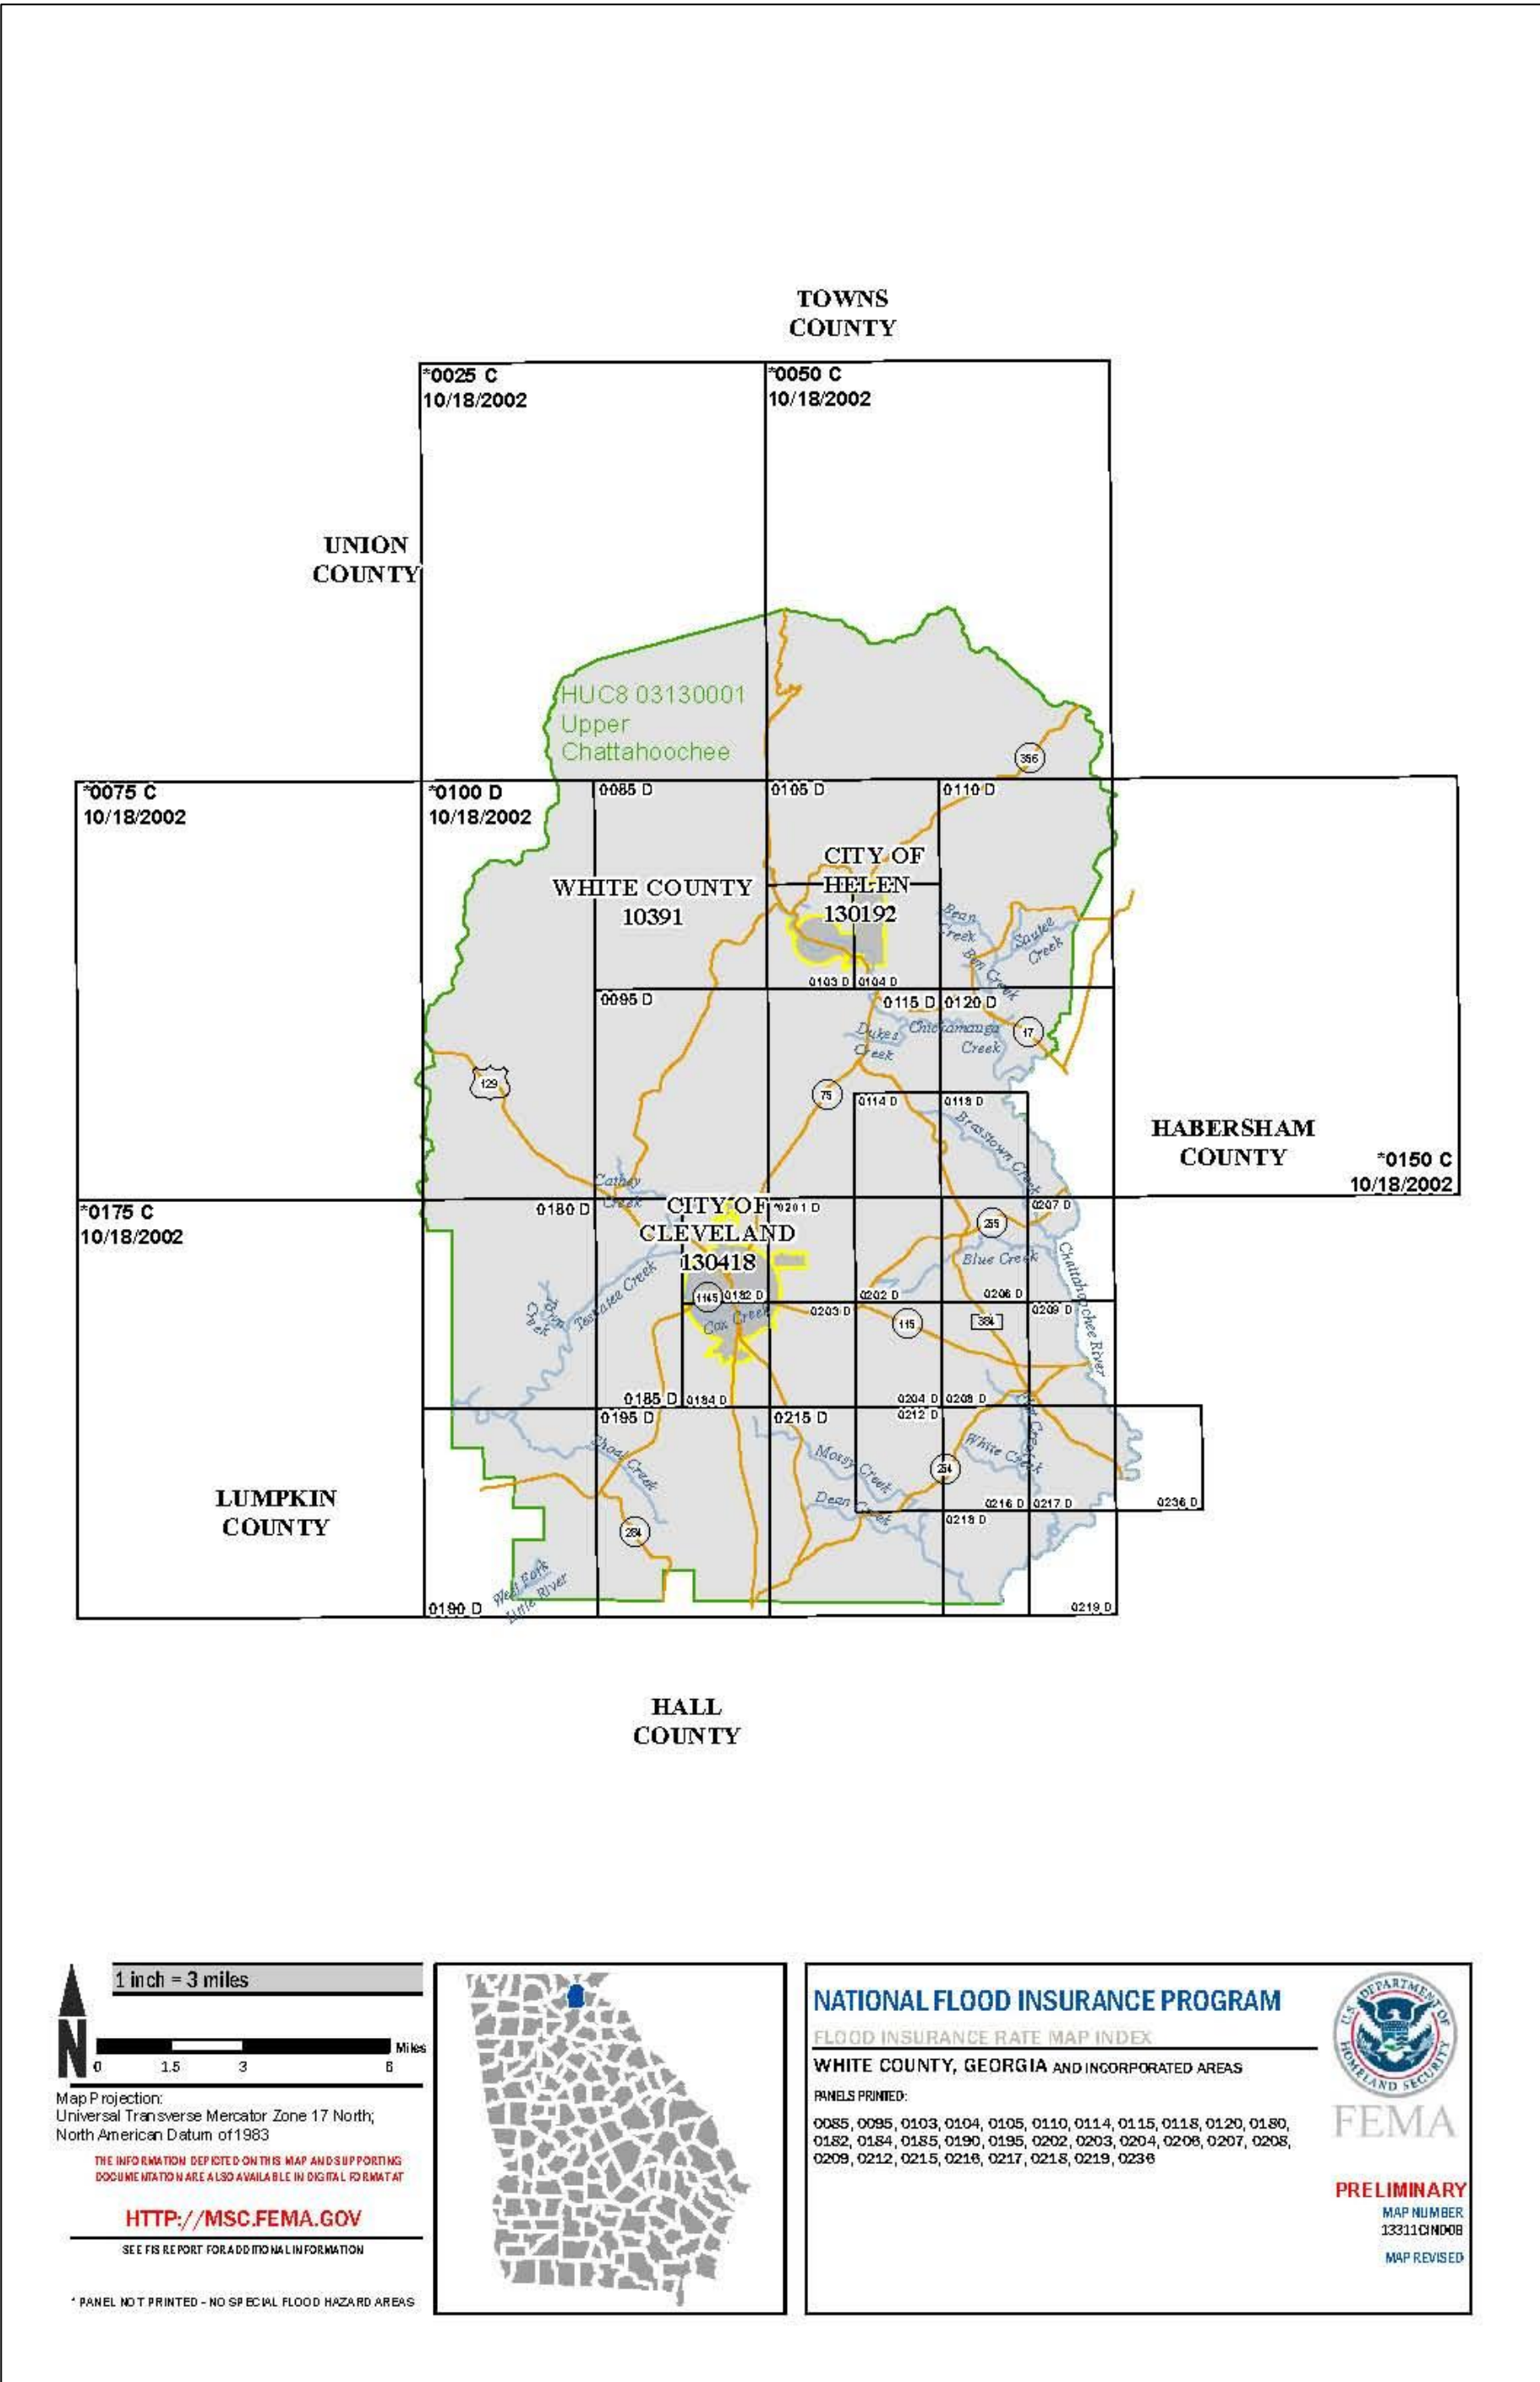 TOWNS
COUNTY
*0025 C
10/18/2002
*0050 C
10/18/2002
UNION
COUNTY
HUC8 03130001
Upper
Chattahoochee
356
*0075 C
10/18/2002
*0100 D
10/18/2002
0085 D
0105 D
0110 D
CITY OF
HELEN
130192
WHITE COUNTY
10391
Bean
Creek
Sautee
Creek
Bon Creek
0103 D
0104 D
0095 D
0115 D
0120 D
Dukes
Creek
Chickamauga
Creek
17
129
75
0114 D
0118 D
Brasstown Creek
HABERSHAM
COUNTY
*0150 C
10/18/2002
Cathey
Creek
*0175 C
10/18/2002
0180 D
CITY OF
CLEVELAND
130418
*0201 D
0207 D
255
Blue Creek
Chattahoochee River
Tesnatee Creek
Town
Creek
1145
0182 D
0202 D
0206 D
Cox Creek
0203 D
0209 D
115
384
0185 D
0184 D
0204 D
0208 D
0195 D
0215 D
0212 D
Shoal Creek
Mossy Creek
White Creek
254
Dean Creek
0216 D
0217 D
0236 D
LUMPKIN
COUNTY
0218 D
284
West Fork
Little River
0190 D
0219 D
HALL
COUNTY
1 inch = 3 miles
N
Miles
0 1.5 3 6
Map Projection:
Universal Transverse Mercator Zone 17 North;
North American Datum of 1983
THE INFORMATION DEPICTED ON THIS MAP AND SUPPORTING
DOCUMENTATION ARE ALSO AVAILABLE IN DIGITAL FORMAT AT
HTTP://MSC.FEMA.GOV
SEE FIS REPORT FOR ADDITIONAL INFORMATION
* PANEL NOT PRINTED - NO SPECIAL FLOOD HAZARD AREAS
NATIONAL FLOOD INSURANCE PROGRAM
FLOOD INSURANCE RATE MAP INDEX
WHITE COUNTY, GEORGIA AND INCORPORATED AREAS
PANELS PRINTED:
0085, 0095, 0103, 0104, 0105, 0110, 0114, 0115, 0118, 0120, 0180,
0182, 0184, 0185, 0190, 0195, 0202, 0203, 0204, 0206, 0207, 0208,
0209, 0212, 0215, 0216, 0217, 0218, 0219, 0236
U.S. DEPARTMENT OF
HOMELAND SECURITY
FEMA
PRELIMINARY
MAP NUMBER
13311CIND0B
MAP REVISED